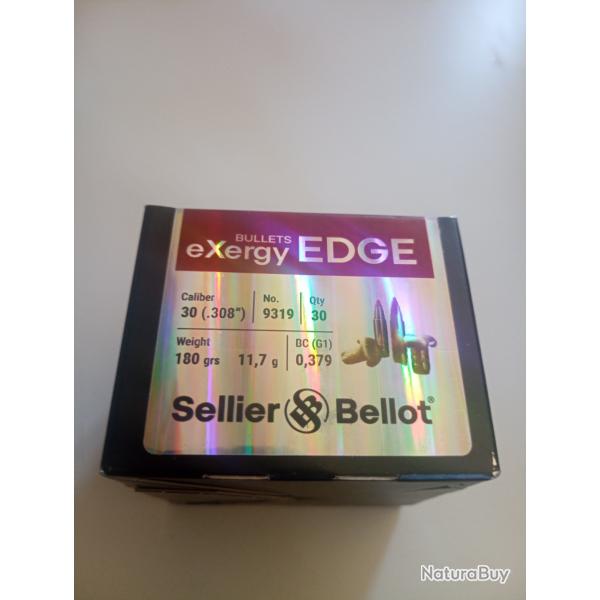 BULLETS
eXergy EDGE
Caliber No. Qty
30 (.308") 9319 30
Weight BC (G1)
180 grs 11,7 g 0,379
Sellier SB Bellot®
NaturaBuy